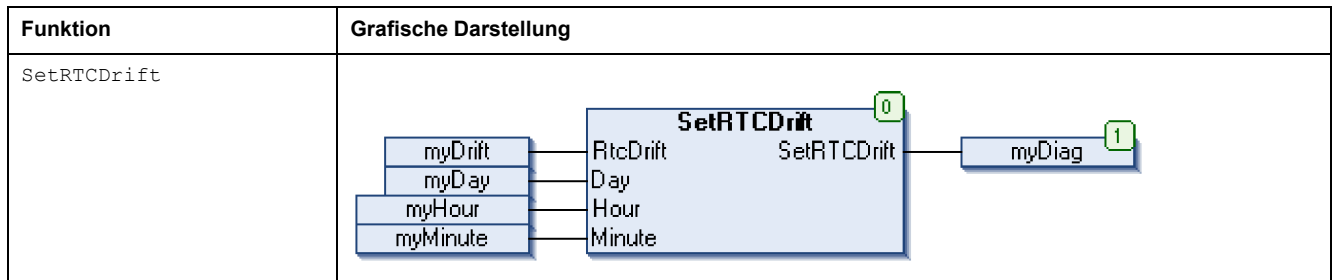 Funktion
Grafische Darstellung
SetRTCDrift
0
SetRTCDrift
1
myDrift
RtcDrift
SetRTCDrift
myDiag
myDay
Day
myHour
Hour
myMinute
Minute